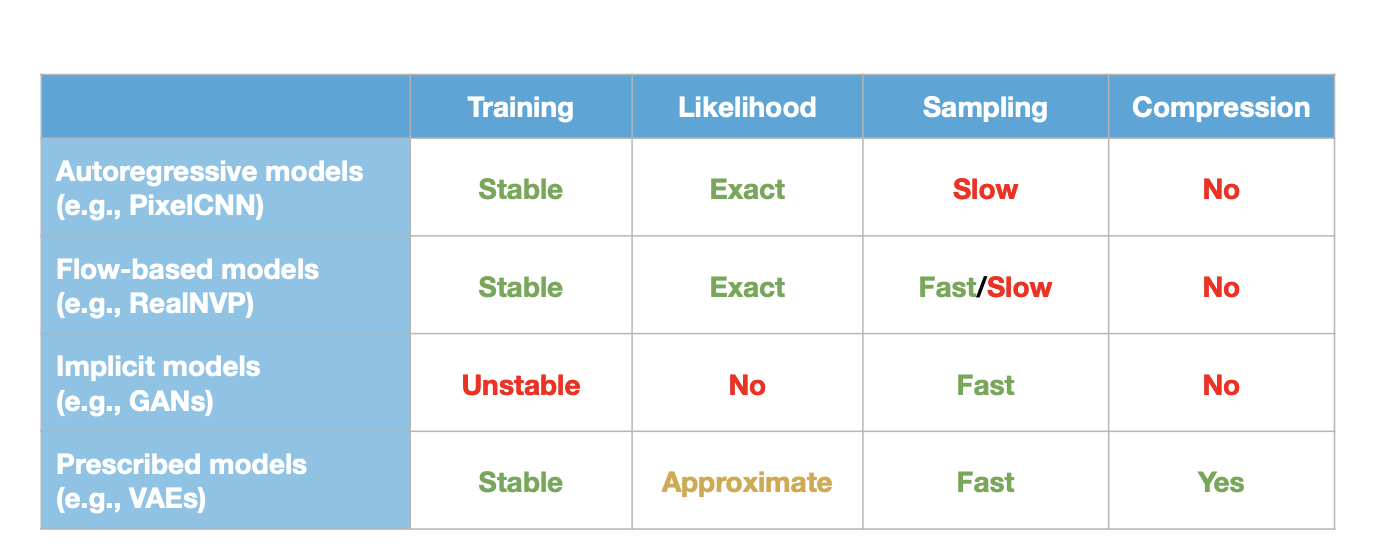 Training Likelihood Sampling Compression
Autoregressive models
(e.g., PixelCNN)
Stable Exact Slow No
Flow-based models
(e.g., RealNVP)
Stable Exact Fast/Slow No
Implicit models
(e.g., GANs)
Unstable No Fast No
Prescribed models
(e.g., VAEs)
Stable Approximate Fast Yes